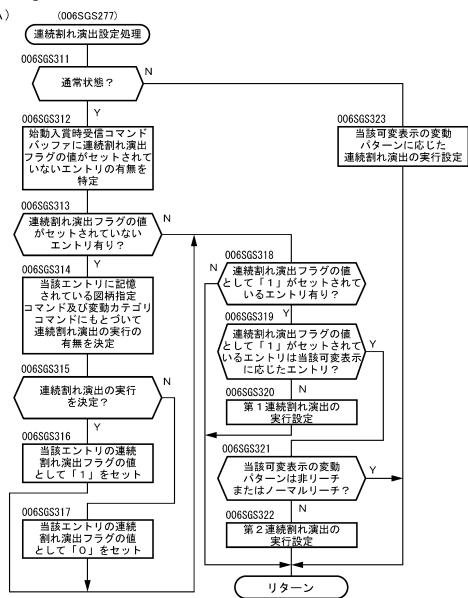 A)
(006SGS277)
連続割れ演出設定処理
006SGS311
通常状態?
N
Y
006SGS312
始動入賞時受信コマンド
バッファに連続割れ演出
フラグの値がセットされて
いないエントリの有無を
特定
006SGS323
当該可変表示の変動
パターンに応じた
連続割れ演出の実行設定
006SGS313
連続割れ演出フラグの値
がセットされていない
エントリ有り?
N
Y
006SGS314
当該エントリに記憶
されている図柄指定
コマンド及び変動カテゴリ
コマンドにもとづいて
連続割れ演出の実行の
有無を決定
006SGS315
連続割れ演出の実行
を決定?
N
Y
006SGS316
当該エントリの連続
割れ演出フラグの値
として「1」をセット
006SGS317
当該エントリの連続
割れ演出フラグの値
として「0」をセット
006SGS318
N
連続割れ演出フラグの値
として「1」がセットされて
いるエントリ有り?
Y
006SGS319
連続割れ演出フラグの値
として「1」がセットされて
いるエントリは当該可変表示
に応じたエントリ?
Y
N
006SGS320
第1連続割れ演出の
実行設定
006SGS321
当該可変表示の変動
パターンは非リーチ
またはノーマルリーチ?
Y
N
006SGS322
第2連続割れ演出の
実行設定
リターン